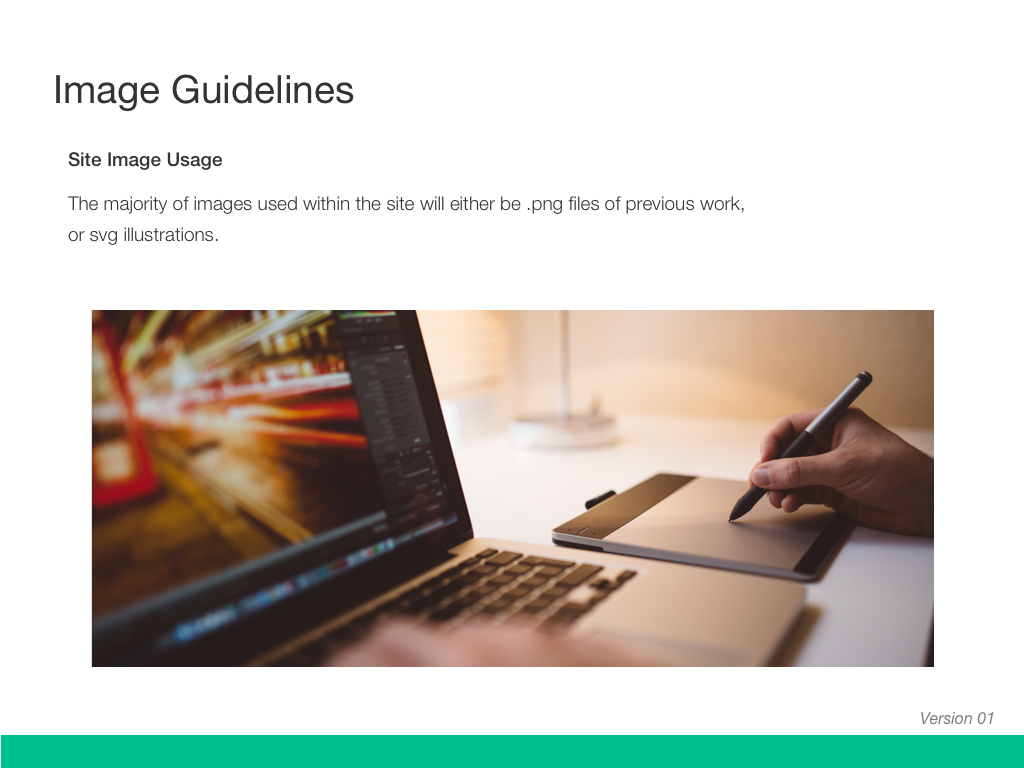 Image Guidelines
Site Image Usage
The majority of images used within the site will either be .png files of previous work,
or svg illustrations.
Version 01